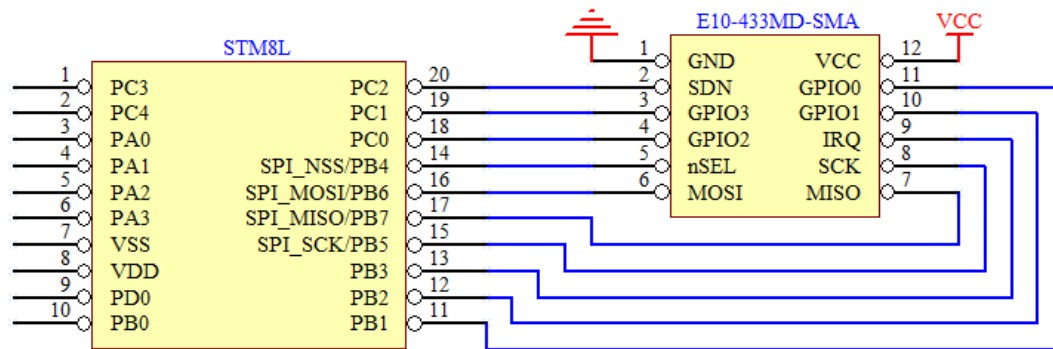 E10-433MD-SMA
VCC
STM8L
1 GND VCC 12
2 SDN GPIO0 11
3 GPIO3 GPIO1 10
4 GPIO2 IRQ 9
5 nSEL SCK 8
6 MOSI MISO 7
1 PC3 PC2 20
2 PC4 PC1 19
3 PA0 PC0 18
4 PA1 SPI_NSS/PB4 14
5 PA2 SPI_MOSI/PB6 16
6 PA3 SPI_MISO/PB7 17
7 VSS SPI_SCK/PB5 15
8 VDD PB3 13
9 PD0 PB2 12
10 PB0 PB1 11